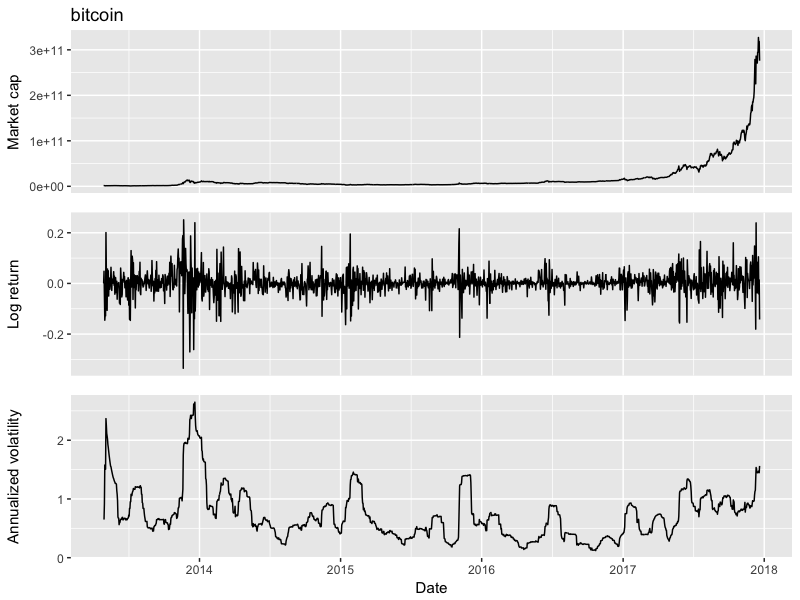 bitcoin
Market cap
3e+11
2e+11
1e+11
0e+00
Log return
0.2
0.0
-0.2
Annualized volatility
2
1
0
2014 2015 2016 2017 2018
Date